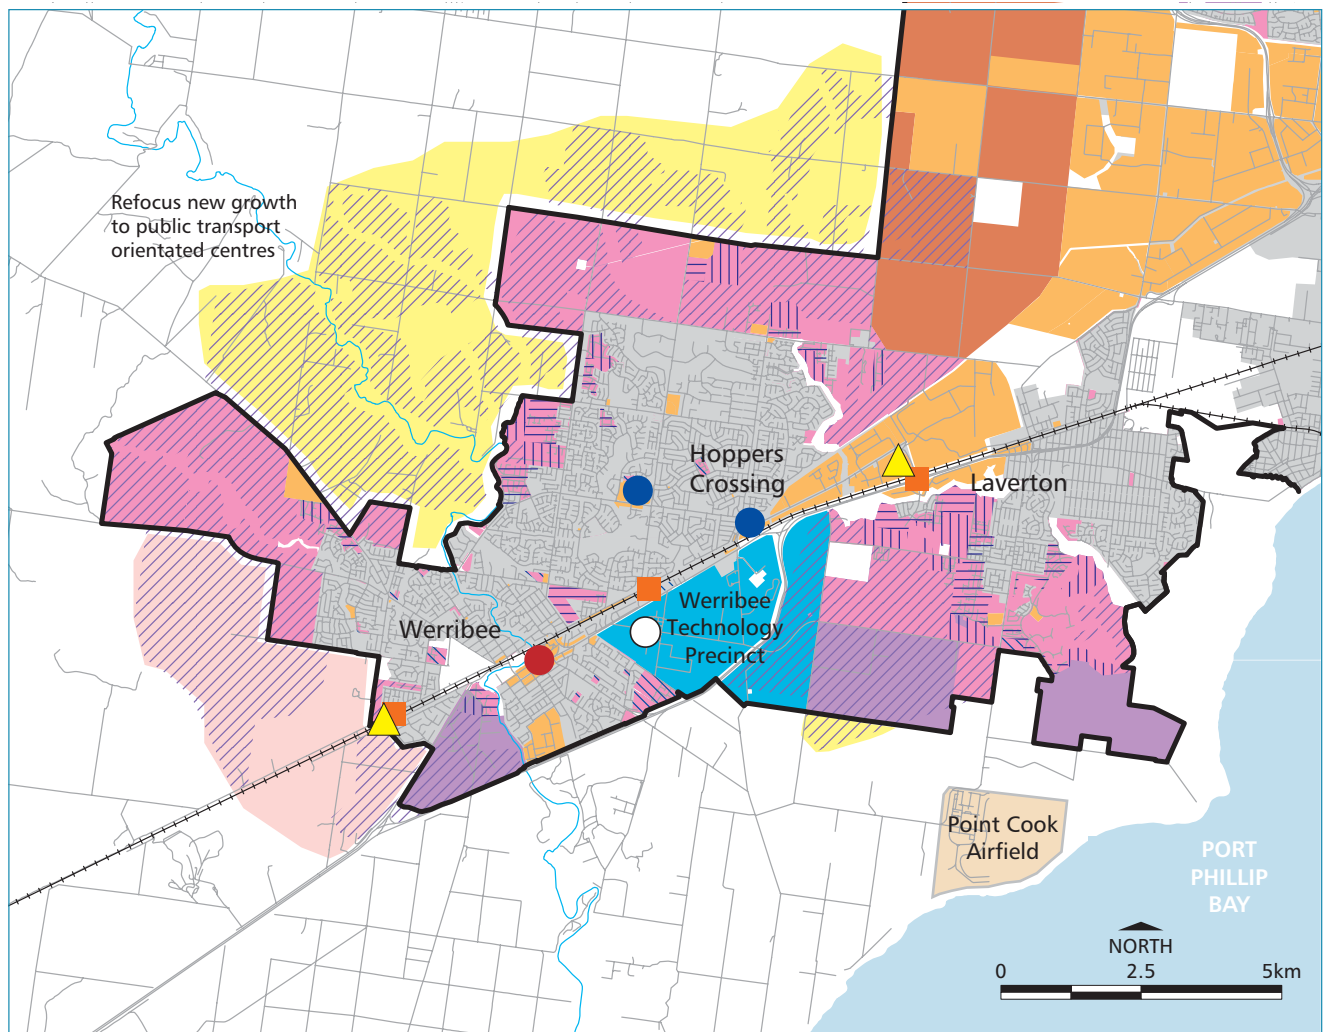 Refocus new growth
to public transport
orientated centres
Hoppers
Crossing
Laverton
Werribee
Werribee
Technology
Precinct
Point Cook
Airfield
PORT
PHILLIP
BAY
NORTH
0 2.5 5km